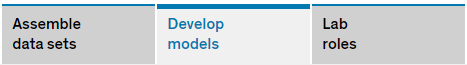 Assemble
data sets
Develop
models
Lab
roles